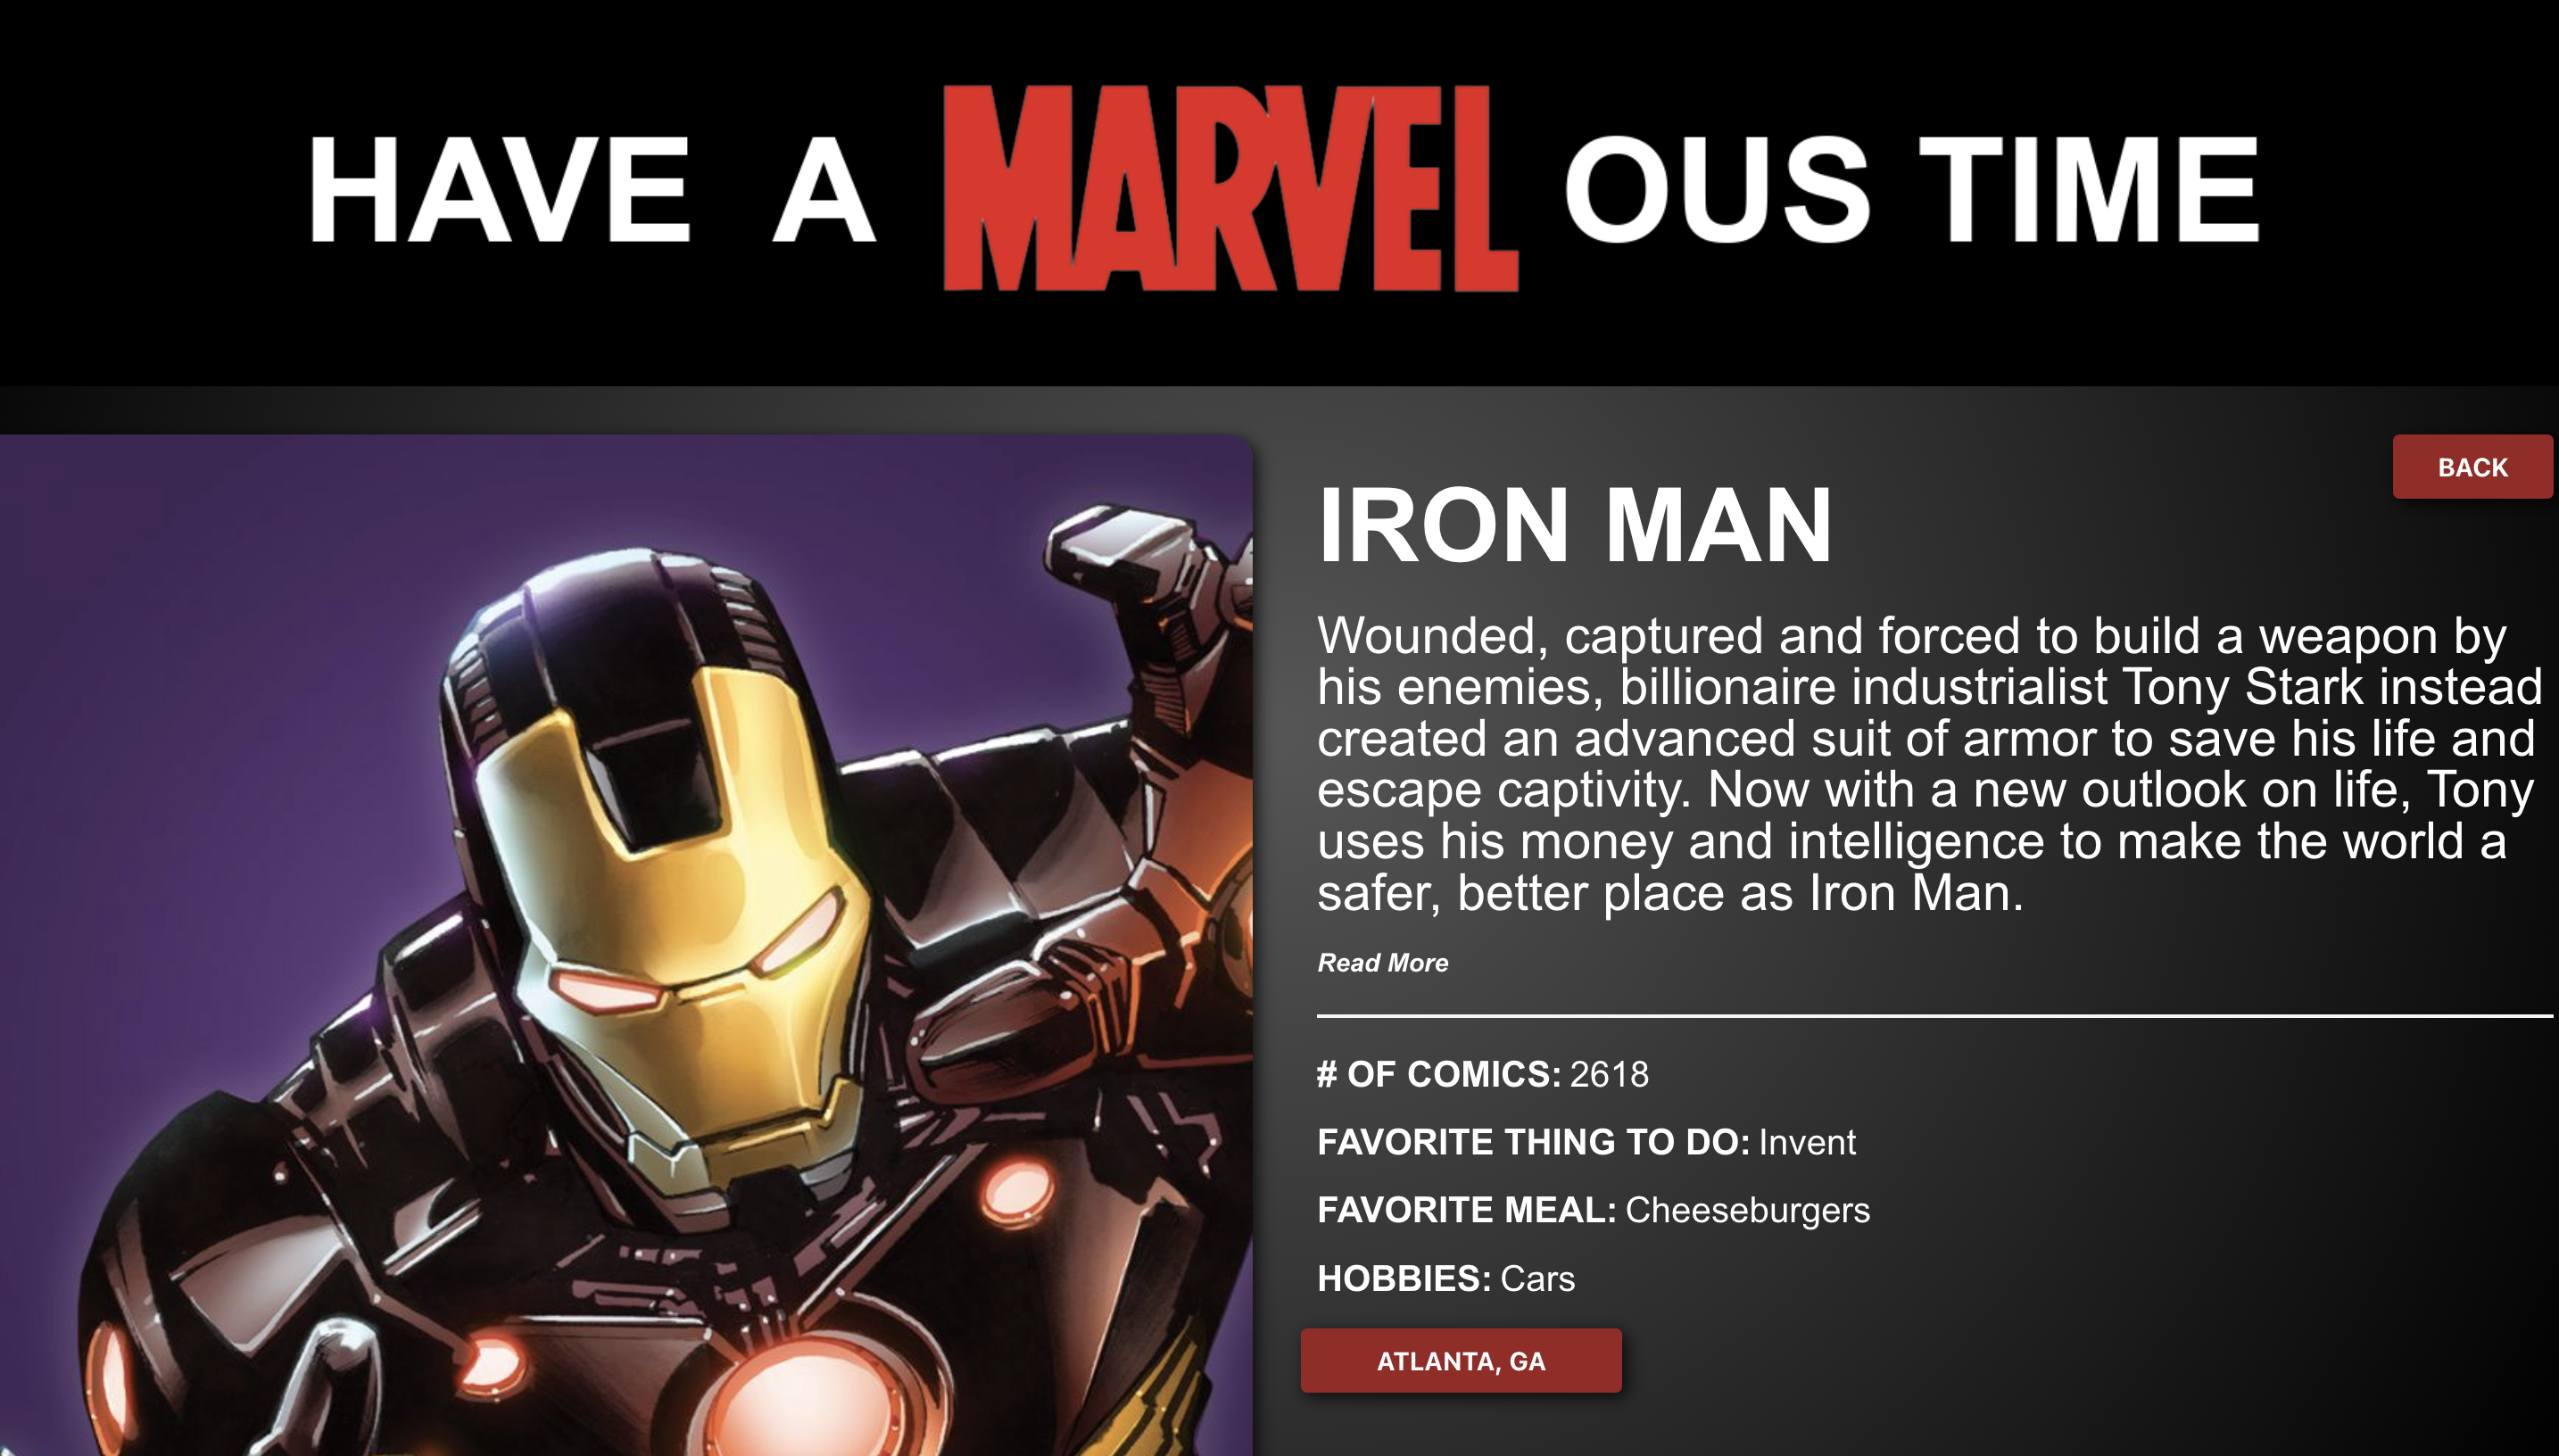 HAVE A MARVEL OUS TIME
BACK
IRON MAN
Wounded, captured and forced to build a weapon by
his enemies, billionaire industrialist Tony Stark instead
created an advanced suit of armor to save his life and
escape captivity. Now with a new outlook on life, Tony
uses his money and intelligence to make the world a
safer, better place as Iron Man.
Read More
# OF COMICS: 2618
FAVORITE THING TO DO: Invent
FAVORITE MEAL: Cheeseburgers
HOBBIES: Cars
ATLANTA, GA